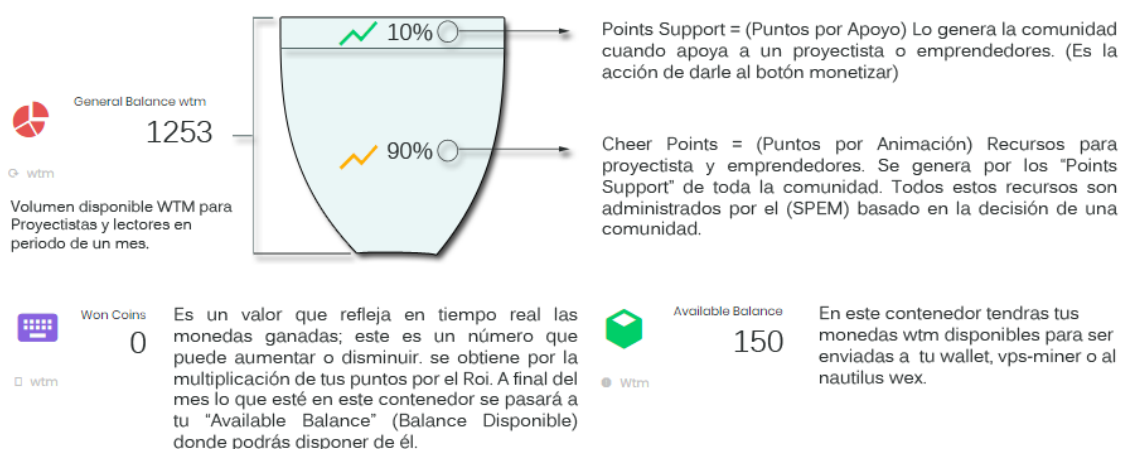 10%
Points Support = (Puntos por Apoyo) Lo genera la comunidad
cuando apoya a un proyectista o emprendedores. (Es la
acción de darle al botón monetizar)
General Balance wtm
1253
wtm
Volumen disponible WTM para
Proyectistas y lectores en
periodo de un mes.
90%
Cheer Points = (Puntos por Animación) Recursos para
proyectista y emprendedores. Se genera por los "Points
Support" de toda la comunidad. Todos estos recursos son
administrados por el (SPEM) basado en la decisión de una
comunidad.
Won Coins
0
wtm
Es un valor que refleja en tiempo real las
monedas ganadas; este es un número que
puede aumentar o disminuir. se obtiene por la
multiplicación de tus puntos por el Roi. A final del
mes lo que esté en este contenedor se pasará a
tu "Available Balance" (Balance Disponible)
donde podrás disponer de él.
Available Balance
150
Wtm
En este contenedor tendras tus
monedas wtm disponibles para ser
enviadas a tu wallet, vps-miner o al
nautilus wex.